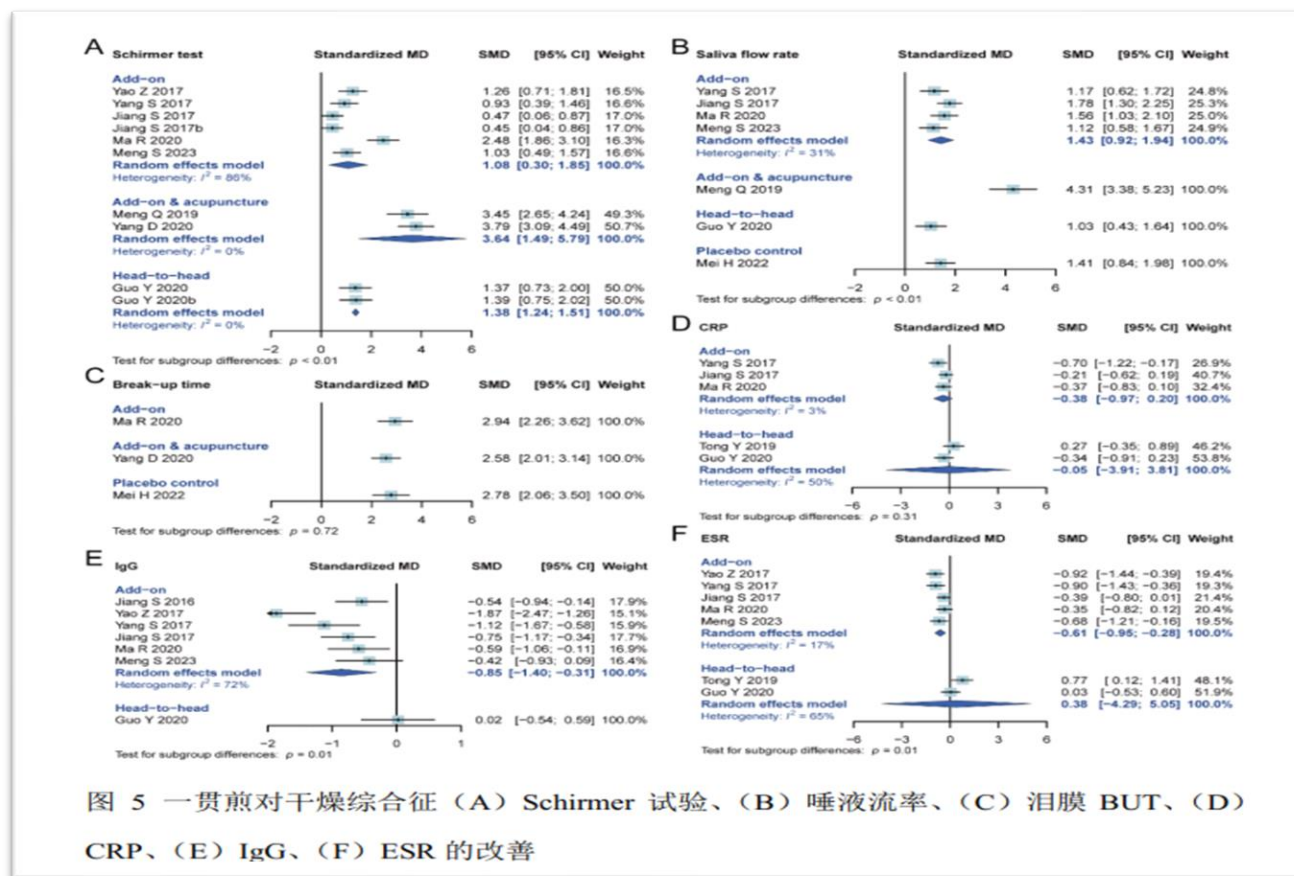 A
Schirmer test Standardized MD SMD [95% CI] Weight
Add-on
Yao Z 2017 1.26 [0.71; 1.81] 16.5%
Yang S 2017 0.93 [0.39; 1.46] 16.6%
Jiang S 2017 0.47 [0.06; 0.87] 17.0%
Jiang S 2017b 0.45 [0.04; 0.86] 17.0%
Ma R 2020 2.48 [1.86; 3.10] 16.3%
Meng S 2023 1.03 [0.49; 1.57] 16.6%
Random effects model 1.08 [0.30; 1.85] 100.0%
Heterogeneity: I² = 86%
Add-on & acupuncture
Meng Q 2019 3.45 [2.65; 4.24] 49.3%
Yang D 2020 3.79 [3.09; 4.49] 50.7%
Random effects model 3.64 [1.49; 5.79] 100.0%
Heterogeneity: I² = 0%
Head-to-head
Guo Y 2020 1.37 [0.73; 2.00] 50.0%
Guo Y 2020b 1.39 [0.75; 2.02] 50.0%
Random effects model 1.38 [1.24; 1.51] 100.0%
Heterogeneity: I² = 0%
−2 0 2 4 6
Test for subgroup differences: p < 0.01
B
Saliva flow rate Standardized MD SMD [95% CI] Weight
Add-on
Yang S 2017 1.17 [0.62; 1.72] 24.8%
Jiang S 2017 1.78 [1.30; 2.25] 25.3%
Ma R 2020 1.56 [1.03; 2.10] 25.0%
Meng S 2023 1.12 [0.58; 1.67] 24.9%
Random effects model 1.43 [0.92; 1.94] 100.0%
Heterogeneity: I² = 31%
Add-on & acupuncture
Meng Q 2019 4.31 [3.38; 5.23] 100.0%
Head-to-head
Guo Y 2020 1.03 [0.43; 1.64] 100.0%
Placebo control
Mei H 2022 1.41 [0.84; 1.98] 100.0%
−2 0 2 4 6
Test for subgroup differences: p < 0.01
C
Break-up time Standardized MD SMD [95% CI] Weight
Add-on
Ma R 2020 2.94 [2.26; 3.62] 100.0%
Add-on & acupuncture
Yang D 2020 2.58 [2.01; 3.14] 100.0%
Placebo control
Mei H 2022 2.78 [2.06; 3.50] 100.0%
−2 0 2 4 6
Test for subgroup differences: p = 0.72
D
CRP Standardized MD SMD [95% CI] Weight
Add-on
Yang S 2017 −0.70 [−1.22; −0.17] 26.9%
Jiang S 2017 −0.21 [−0.62; 0.19] 40.7%
Ma R 2020 −0.37 [−0.83; 0.10] 32.4%
Random effects model −0.38 [−0.97; 0.20] 100.0%
Heterogeneity: I² = 3%
Head-to-head
Tong Y 2019 0.27 [−0.35; 0.89] 46.2%
Guo Y 2020 −0.34 [−0.91; 0.23] 53.8%
Random effects model −0.05 [−3.91; 3.81] 100.0%
Heterogeneity: I² = 50%
−6 −3 0 3 6
Test for subgroup differences: p = 0.31
E
IgG Standardized MD SMD [95% CI] Weight
Add-on
Jiang S 2016 −0.54 [−0.94; −0.14] 17.9%
Yao Z 2017 −1.87 [−2.47; −1.26] 15.1%
Yang S 2017 −1.12 [−1.67; −0.58] 15.9%
Jiang S 2017 −0.75 [−1.17; −0.34] 17.7%
Ma R 2020 −0.59 [−1.06; −0.11] 16.9%
Meng S 2023 −0.42 [−0.93; 0.09] 16.4%
Random effects model −0.85 [−1.40; −0.31] 100.0%
Heterogeneity: I² = 72%
Head-to-head
Guo Y 2020 0.02 [−0.54; 0.59] 100.0%
−2 −1 0 1
Test for subgroup differences: p = 0.01
F
ESR Standardized MD SMD [95% CI] Weight
Add-on
Yao Z 2017 −0.92 [−1.44; −0.39] 19.4%
Yang S 2017 −0.90 [−1.43; −0.36] 19.3%
Jiang S 2017 −0.39 [−0.80; 0.01] 21.4%
Ma R 2020 −0.35 [−0.82; 0.12] 20.4%
Meng S 2023 −0.68 [−1.21; −0.16] 19.5%
Random effects model −0.61 [−0.95; −0.28] 100.0%
Heterogeneity: I² = 17%
Head-to-head
Tong Y 2019 0.77 [0.12; 1.41] 48.1%
Guo Y 2020 0.03 [−0.53; 0.60] 51.9%
Random effects model 0.38 [−4.29; 5.05] 100.0%
Heterogeneity: I² = 65%
−6 −3 0 3 6
Test for subgroup differences: p = 0.01
图 5 一贯煎对干燥综合征（A）Schirmer 试验、（B）唾液流率、（C）泪膜 BUT、（D）
CRP、（E）IgG、（F）ESR 的改善